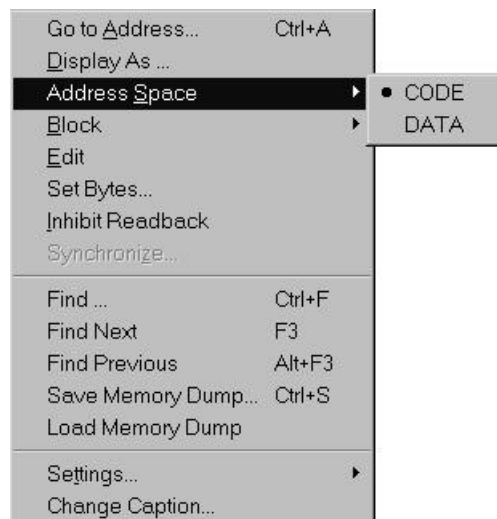 Go to Address... Ctrl+A
Display As ...
Address Space
CODE
Block
DATA
Edit
Set Bytes...
Inhibit Readback
Synchronize...
Find ... Ctrl+F
Find Next F3
Find Previous Alt+F3
Save Memory Dump... Ctrl+S
Load Memory Dump
Settings...
Change Caption...